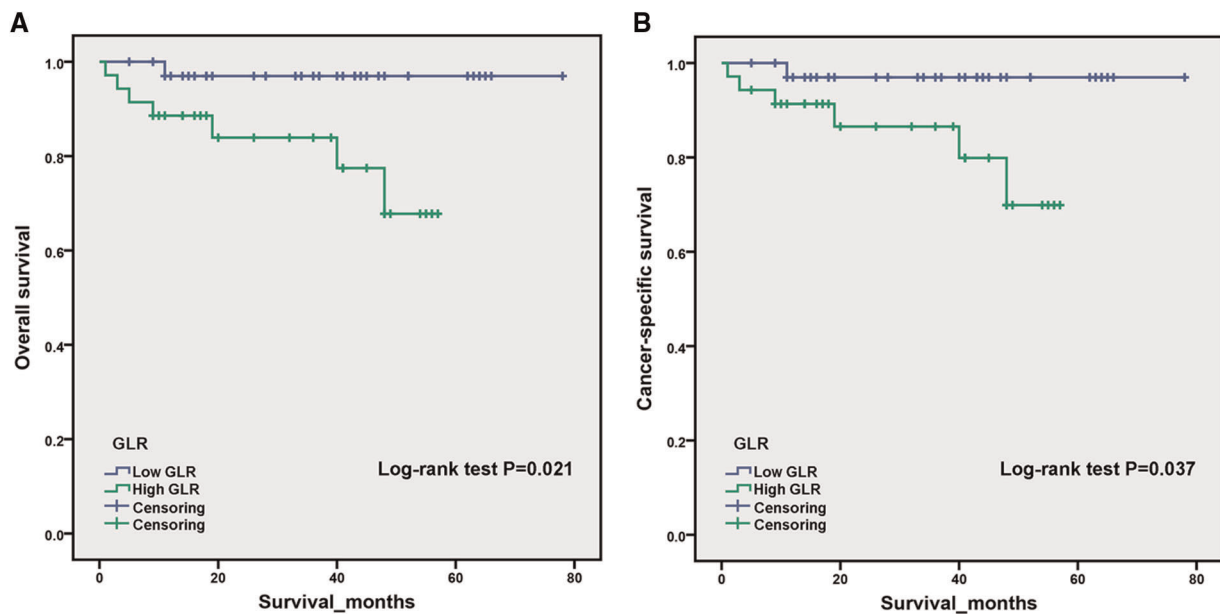 A
1.0
0.8
0.6
0.4
0.2
0.0
Overall survival
GLR
Low GLR
High GLR
Censoring
Censoring
Log-rank test P=0.021
0 20 40 60 80
Survival_months
B
1.0
0.8
0.6
0.4
0.2
0.0
Cancer-specific survival
GLR
Low GLR
High GLR
Censoring
Censoring
Log-rank test P=0.037
0 20 40 60 80
Survival_months